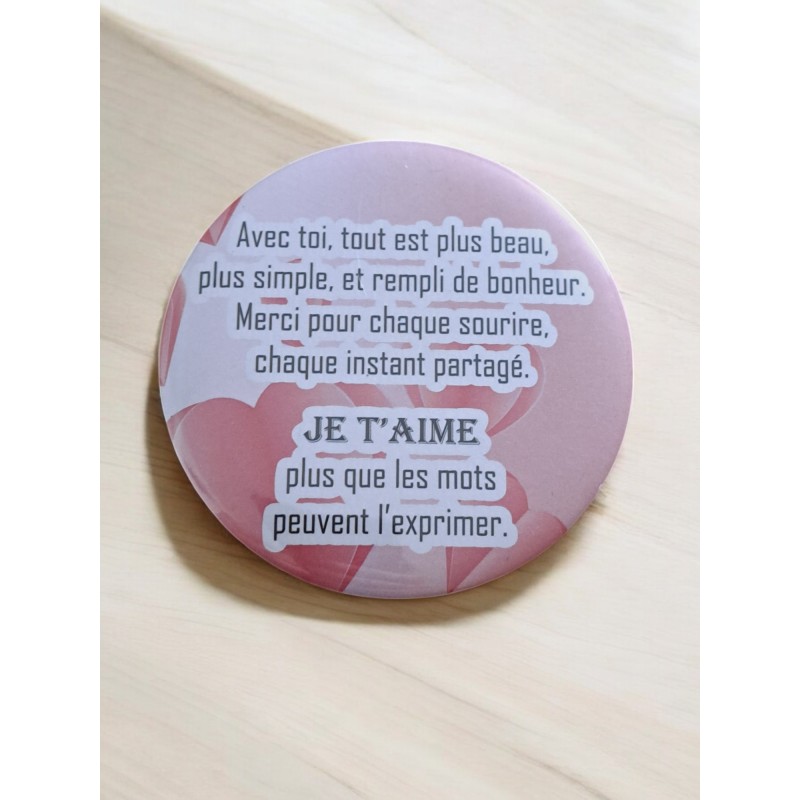 Avec toi, tout est plus beau,
plus simple, et rempli de bonheur.
Merci pour chaque sourire,
chaque instant partagé.
JE T'AIME
plus que les mots
peuvent l'exprimer.